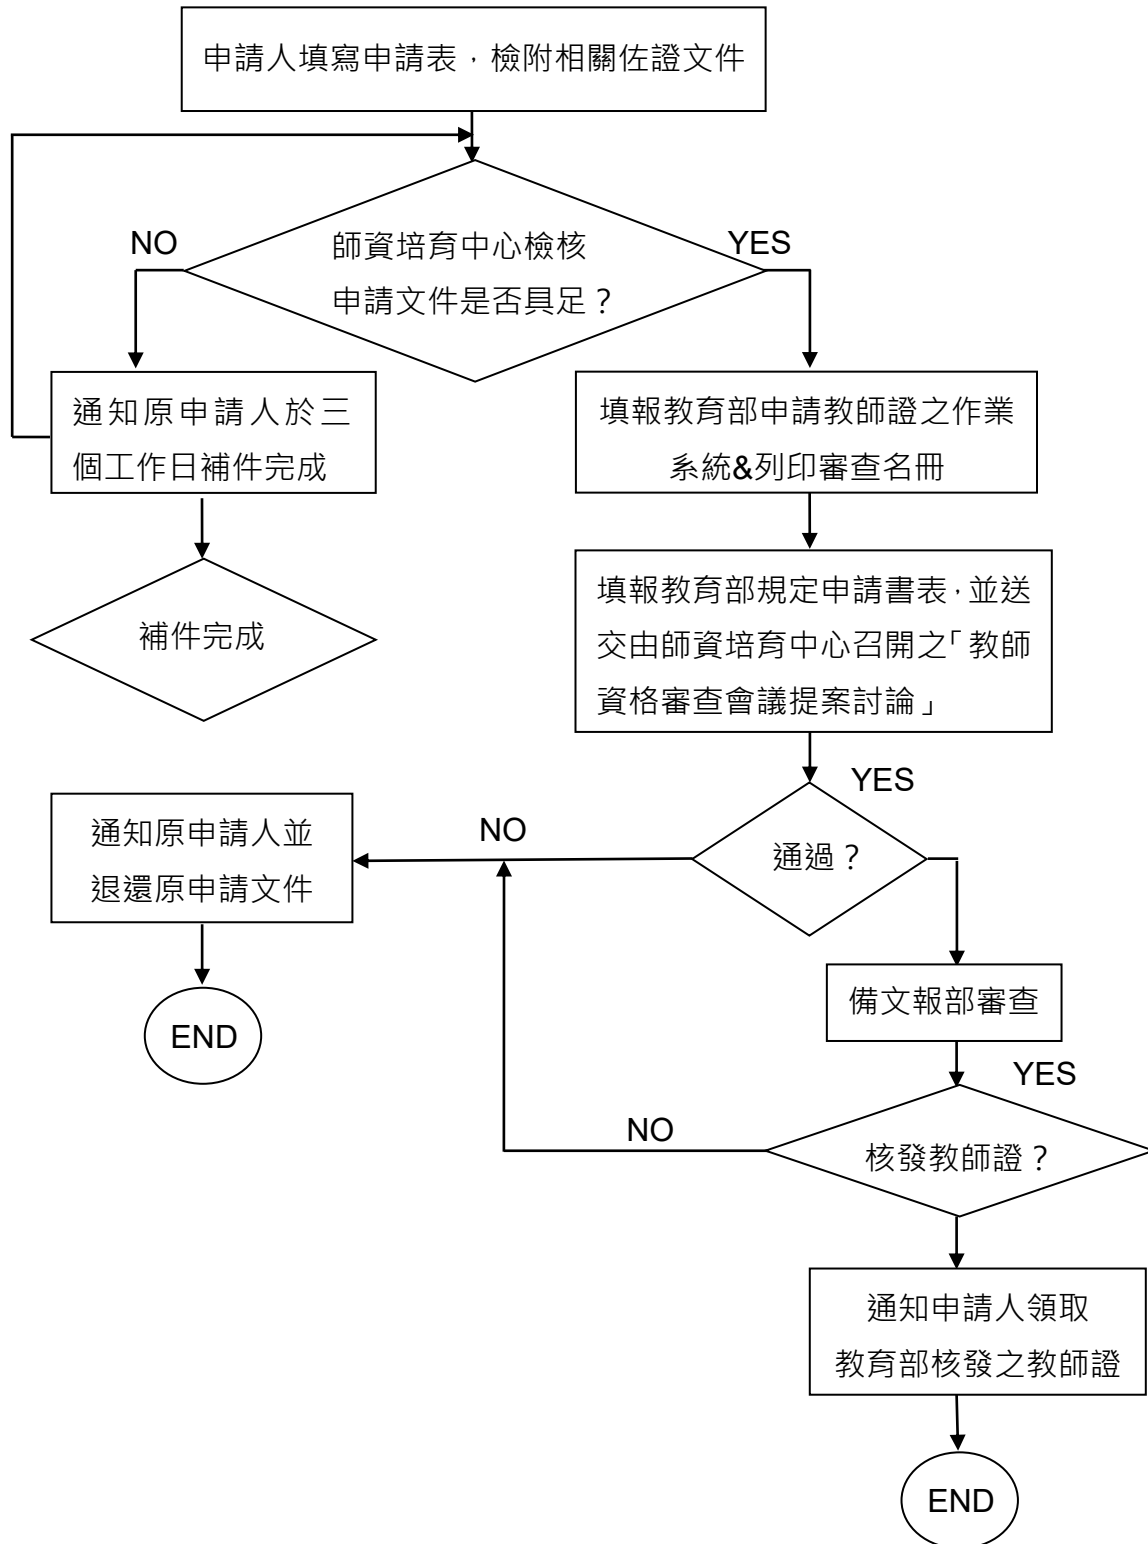 申請人填寫申請表，檢附相關佐證文件
NO
YES
師資培育中心檢核
申請文件是否具足？
通知原申請人於三
個工作日補件完成
填報教育部申請教師證之作業
系統&列印審查名冊
補件完成
填報教育部規定申請書表，並送
交由師資培育中心召開之「教師
資格審查會議提案討論」
YES
NO
通過？
通知原申請人並
退還原申請文件
備文報部審查
END
YES
NO
核發教師證？
通知申請人領取
教育部核發之教師證
END